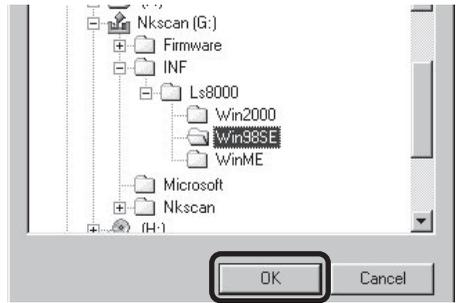 Nkscan (G:)
Firmware
INF
Ls8000
Win2000
Win98SE
WinME
Microsoft
Nkscan
(H:)
OK
Cancel